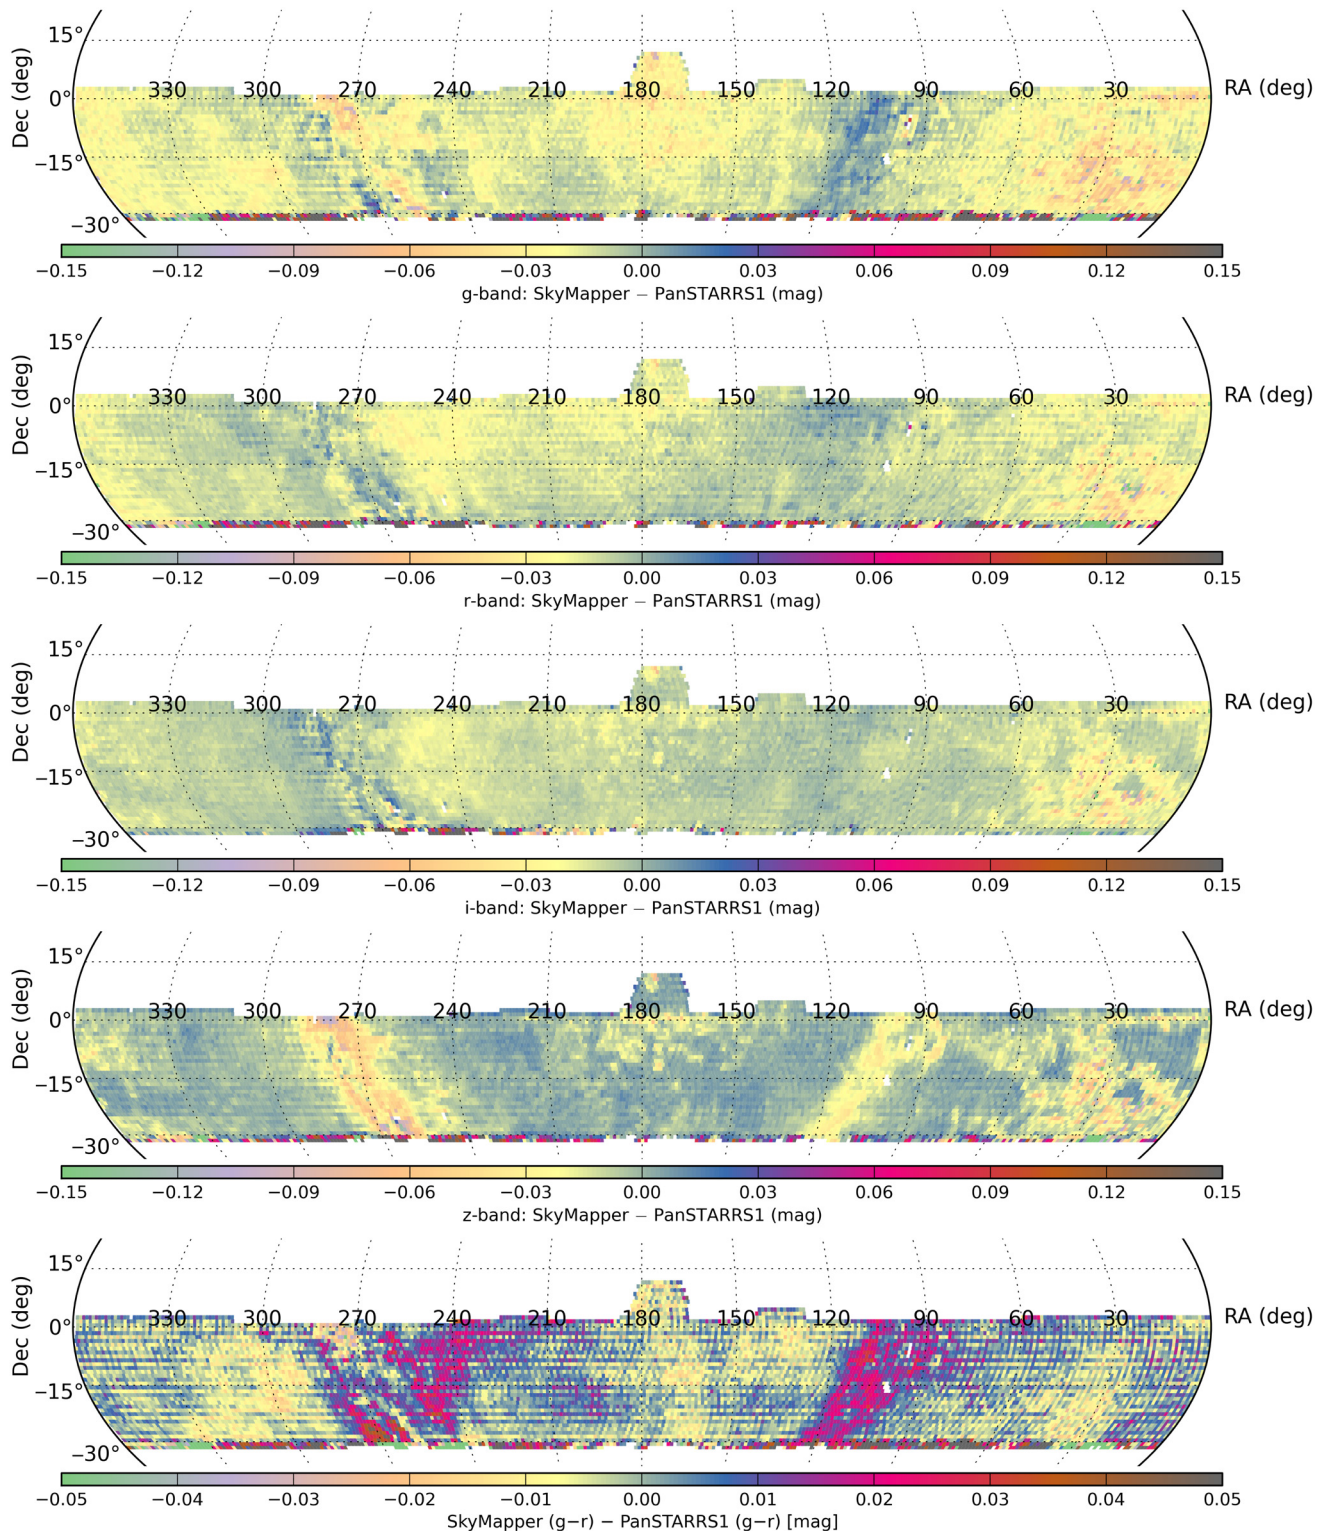 15°
330 300 270 240 210 180 150 120 90 60 30 RA (deg)
0°
Dec (deg)
−15°
−30°
−0.15 −0.12 −0.09 −0.06 −0.03 0.00 0.03 0.06 0.09 0.12 0.15
g-band: SkyMapper − PanSTARRS1 (mag)
15°
330 300 270 240 210 180 150 120 90 60 30 RA (deg)
0°
Dec (deg)
−15°
−30°
−0.15 −0.12 −0.09 −0.06 −0.03 0.00 0.03 0.06 0.09 0.12 0.15
r-band: SkyMapper − PanSTARRS1 (mag)
15°
330 300 270 240 210 180 150 120 90 60 30 RA (deg)
0°
Dec (deg)
−15°
−30°
−0.15 −0.12 −0.09 −0.06 −0.03 0.00 0.03 0.06 0.09 0.12 0.15
i-band: SkyMapper − PanSTARRS1 (mag)
15°
330 300 270 240 210 180 150 120 90 60 30 RA (deg)
0°
Dec (deg)
−15°
−30°
−0.15 −0.12 −0.09 −0.06 −0.03 0.00 0.03 0.06 0.09 0.12 0.15
z-band: SkyMapper − PanSTARRS1 (mag)
15°
330 300 270 240 210 180 150 120 90 60 30 RA (deg)
0°
Dec (deg)
−15°
−30°
−0.05 −0.04 −0.03 −0.02 −0.01 0.00 0.01 0.02 0.03 0.04 0.05
SkyMapper (g−r) − PanSTARRS1 (g−r) [mag]